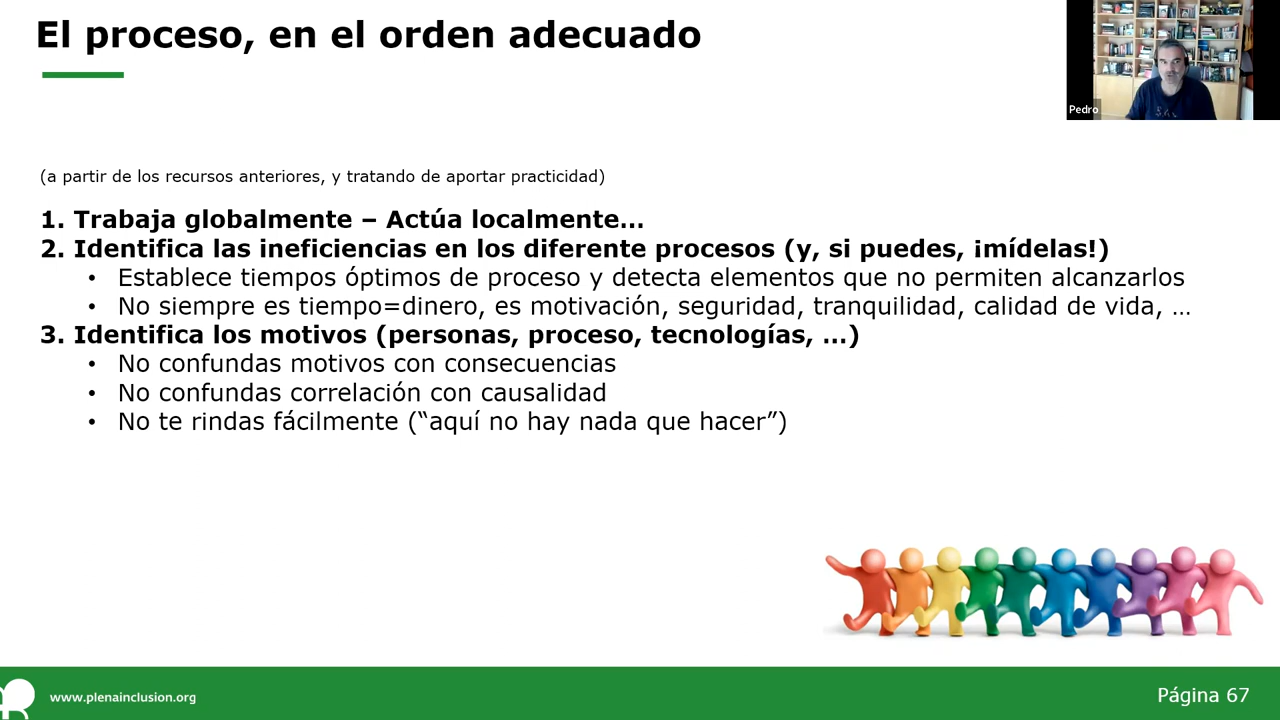 El proceso, en el orden adecuado
Pedro
(a partir de los recursos anteriores, y tratando de aportar practicidad)
1. Trabaja globalmente – Actúa localmente…
2. Identifica las ineficiencias en los diferente procesos (y, si puedes, ¡mídelas!)
• Establece tiempos óptimos de proceso y detecta elementos que no permiten alcanzarlos
• No siempre es tiempo=dinero, es motivación, seguridad, tranquilidad, calidad de vida, …
3. Identifica los motivos (personas, proceso, tecnologías, …)
• No confundas motivos con consecuencias
• No confundas correlación con causalidad
• No te rindas fácilmente (“aquí no hay nada que hacer”)
www.plenainclusion.org
Página 67